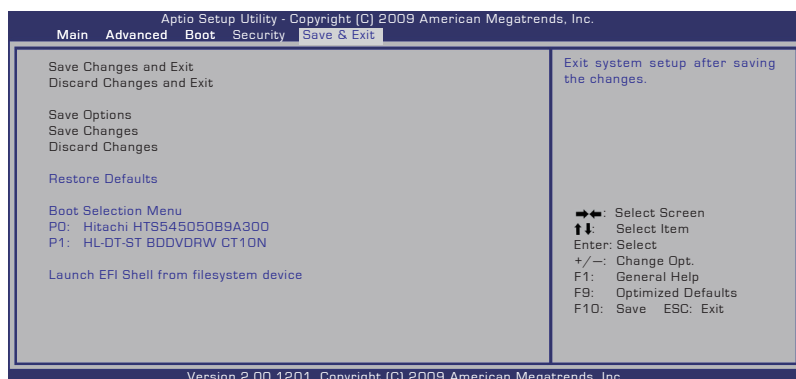 Aptio Setup Utility - Copyright (C) 2009 American Megatrends, Inc.
Main Advanced Boot Security Save & Exit
Save Changes and Exit
Discard Changes and Exit
Save Options
Save Changes
Discard Changes
Restore Defaults
Boot Selection Menu
P0: Hitachi HTS545050B9A300
P1: HL-DT-ST BDDVDRW CT10N
Launch EFI Shell from filesystem device
Exit system setup after saving
the changes.
➡⬅: Select Screen
⬆⬇: Select Item
Enter: Select
+/—: Change Opt.
F1: General Help
F9: Optimized Defaults
F10: Save ESC: Exit
Version 2.00.1201. Copyright (C) 2009 American Megatrends, Inc.